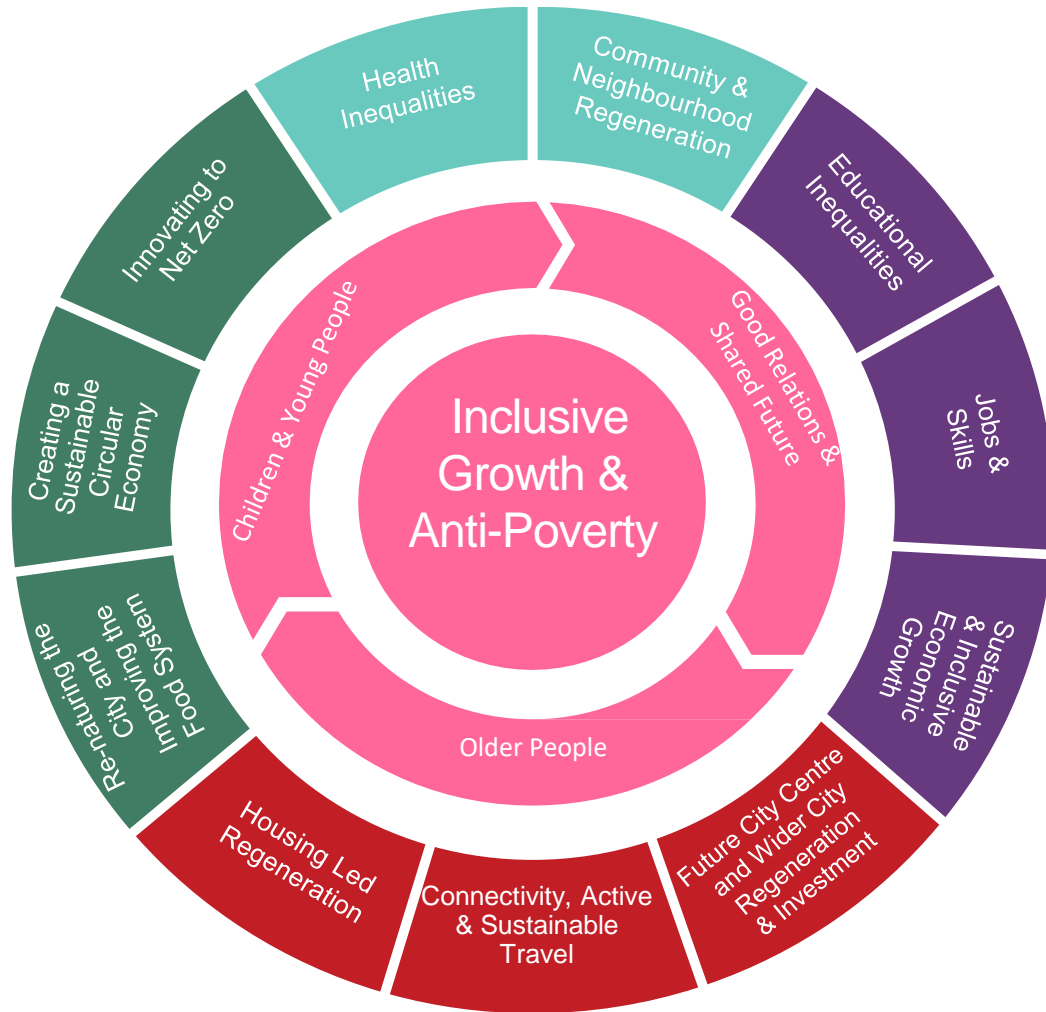 Health
Inequalities
Community &
Neighbourhood
Regeneration
Educational
Inequalities
Jobs &
Skills
Sustainable
& Inclusive
Economic
Growth
Future City Centre
and Wider City
Regeneration
& Investment
Connectivity, Active
& Sustainable
Travel
Housing Led
Regeneration
Re-naturing the
City and
Improving the
Food System
Creating a
Sustainable
Circular
Economy
Innovating to
Net Zero
Children & Young People
Good Relations &
Shared Future
Older People
Inclusive
Growth &
Anti-Poverty